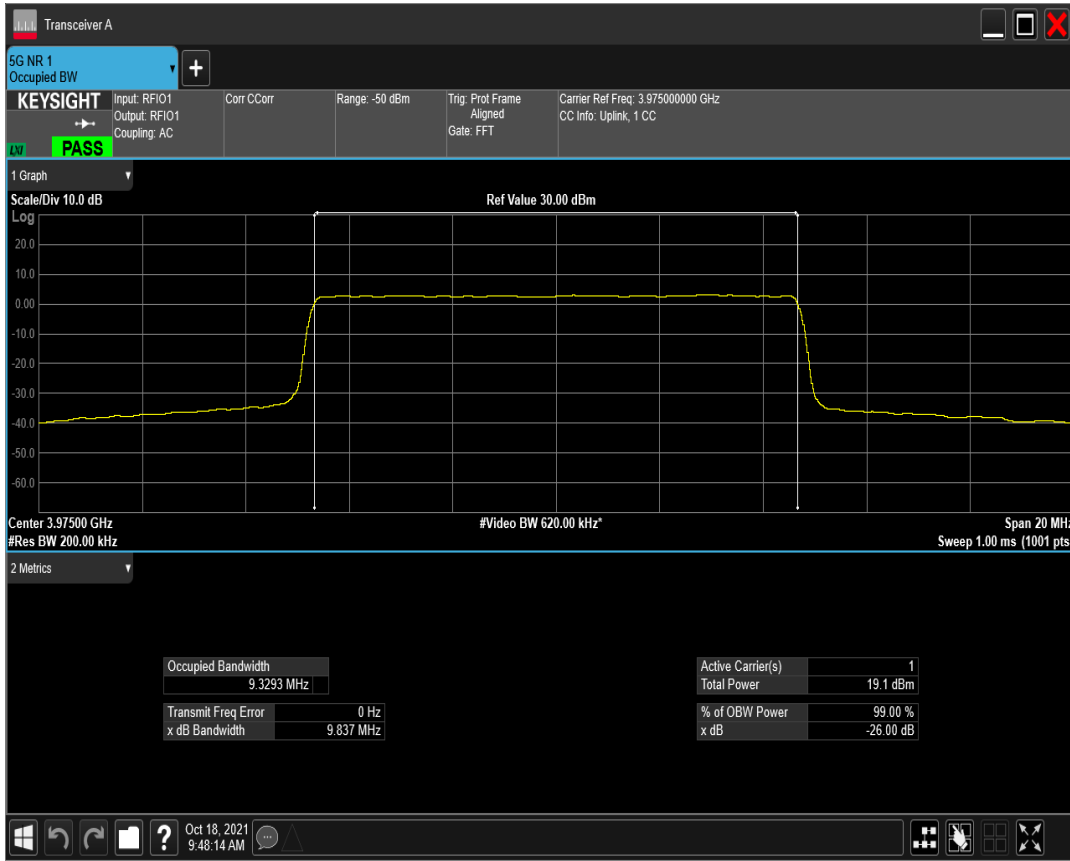 Transceiver A
5G NR 1
Occupied BW
KEYSIGHT
Input: RFIO1
Output: RFIO1
Coupling: AC
Corr CCorr
Range: -50 dBm
Trig: Prot Frame
Aligned
Gate: FFT
Carrier Ref Freq: 3.975000000 GHz
CC Info: Uplink, 1 CC
LXI
PASS
1 Graph
Scale/Div 10.0 dB
Ref Value 30.00 dBm
Log
20.0
10.0
0.00
-10.0
-20.0
-30.0
-40.0
-50.0
-60.0
Center 3.97500 GHz
#Video BW 620.00 kHz*
Span 20 MHz
#Res BW 200.00 kHz
Sweep 1.00 ms (1001 pts
2 Metrics
Occupied Bandwidth
9.3293 MHz
Transmit Freq Error 0 Hz
x dB Bandwidth 9.837 MHz
Active Carrier(s) 1
Total Power 19.1 dBm
% of OBW Power 99.00 %
x dB -26.00 dB
?
Oct 18, 2021
9:48:14 AM